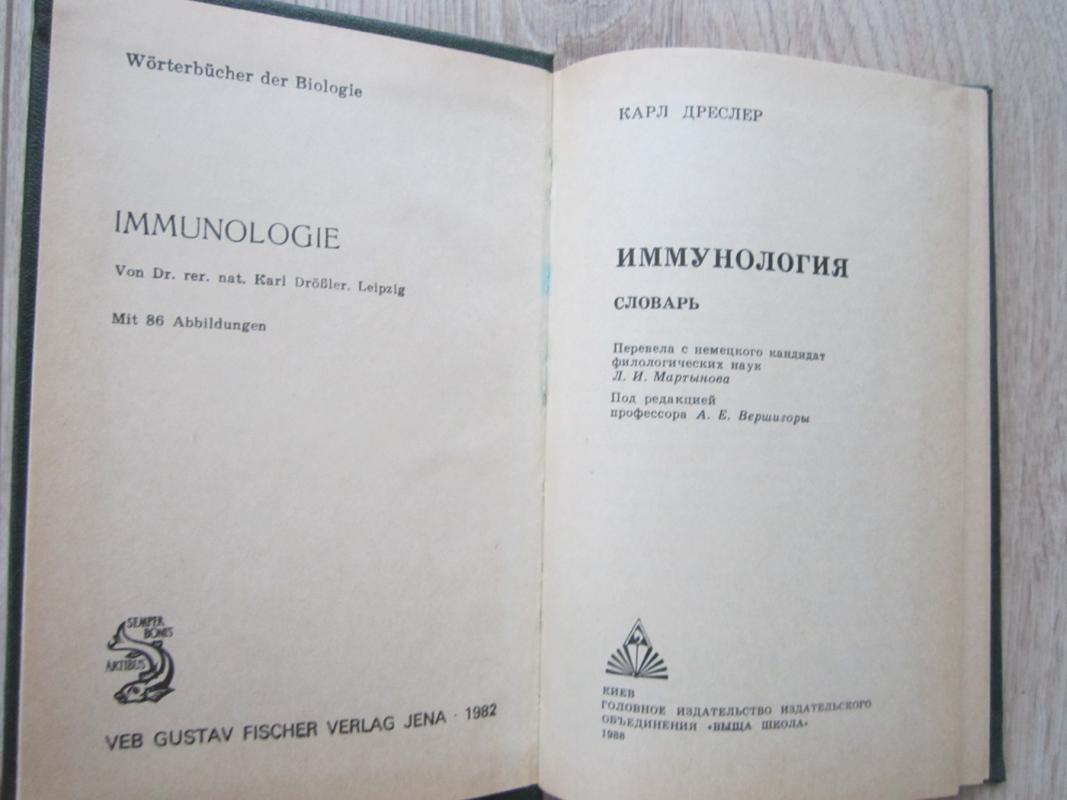 Wörterbücher der Biologie
IMMUNOLOGIE
Von Dr. rer. nat. Karl Drößler, Leipzig
Mit 86 Abbildungen
SEMPER
BONIS
ARTIBUS
VEB GUSTAV FISCHER VERLAG JENA · 1982
КАРЛ ДРЕСЛЕР
ИММУНОЛОГИЯ
СЛОВАРЬ
Перевела с немецкого кандидат
филологических наук
Л. И. Мартынова
Под редакцией
профессора А. Е. Вершигоры
КИЕВ
ГОЛОВНОЕ ИЗДАТЕЛЬСТВО ИЗДАТЕЛЬСКОГО
ОБЪЕДИНЕНИЯ «ВЫЩА ШКОЛА»
1988